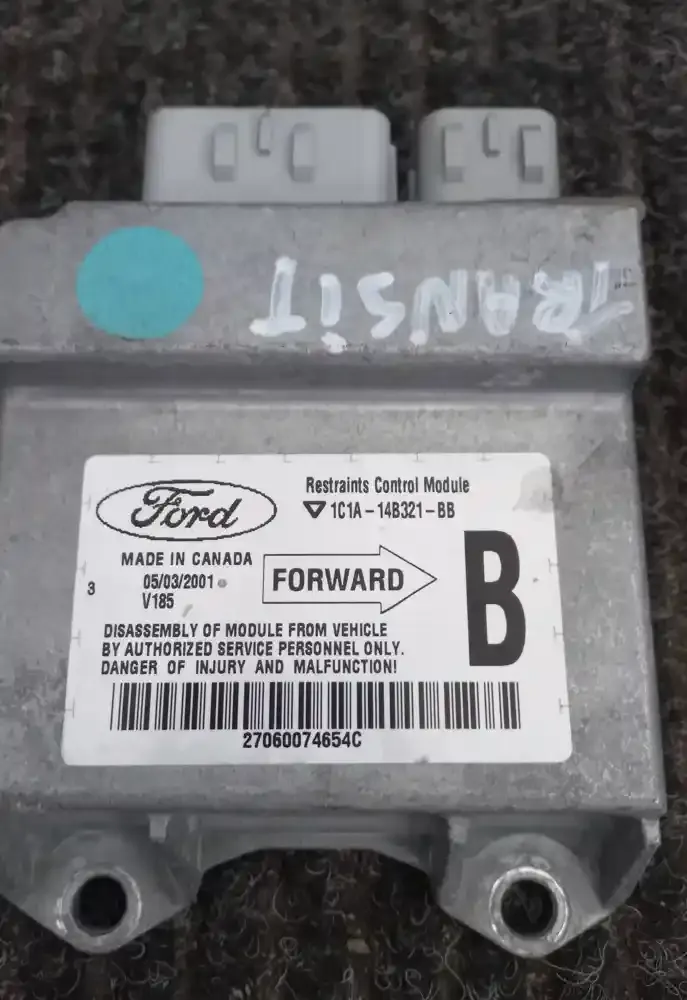 TRANSIT
Ford
Restraints Control Module
1C1A-14B321-BB
MADE IN CANADA
05/03/2001
3
V185
FORWARD
B
DISASSEMBLY OF MODULE FROM VEHICLE
BY AUTHORIZED SERVICE PERSONNEL ONLY.
DANGER OF INJURY AND MALFUNCTION!
27060074654C